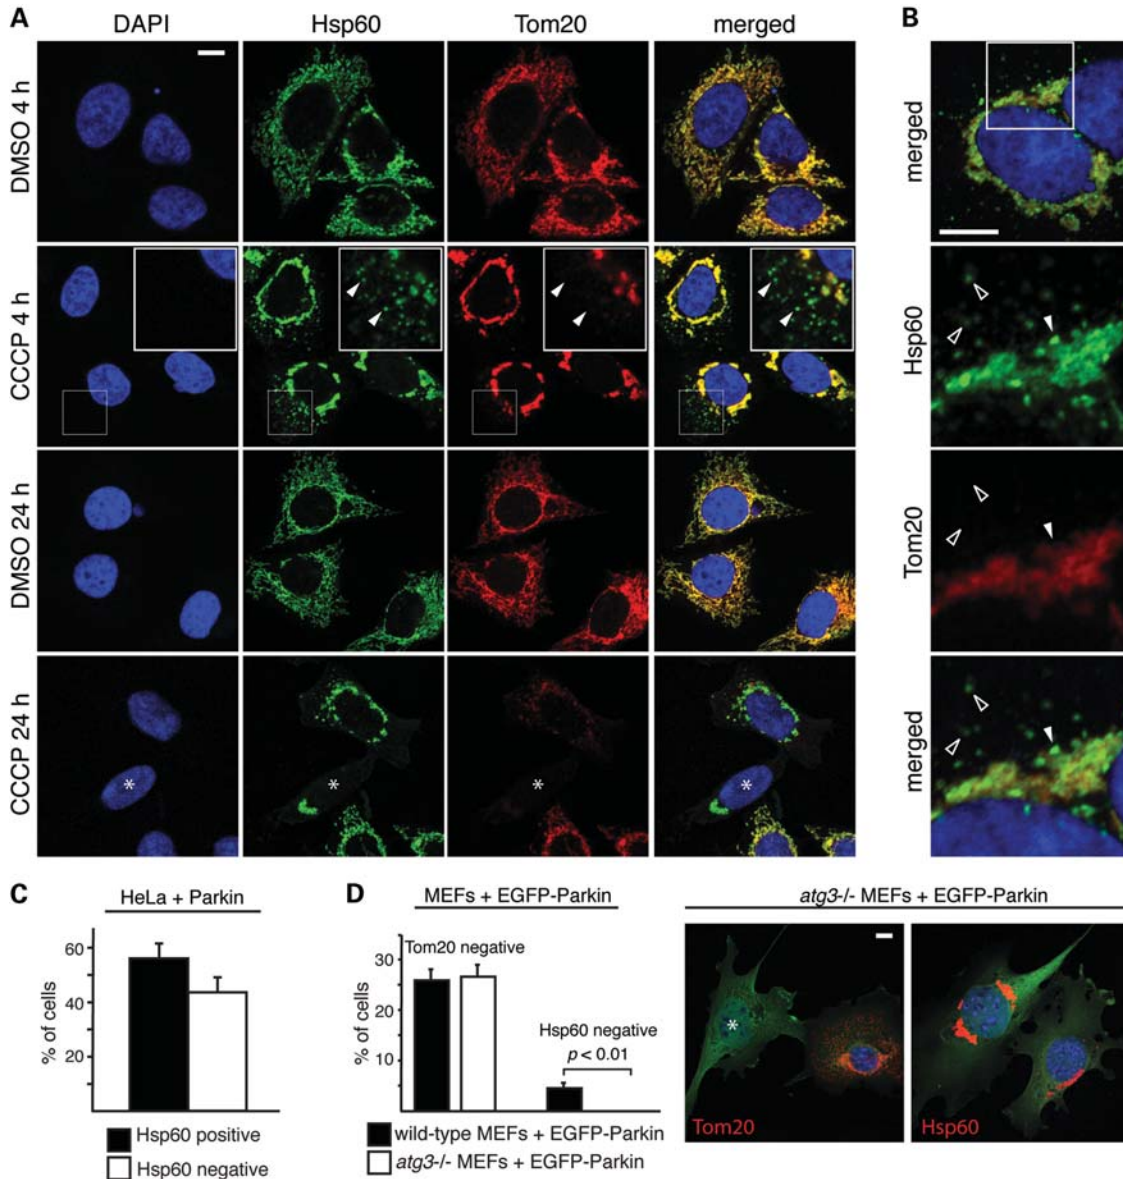 A
DAPI
Hsp60
Tom20
merged
DMSO 4 h
CCCP 4 h
DMSO 24 h
*
*
*
CCCP 24 h
B
merged
Hsp60
Tom20
merged
C
HeLa + Parkin
60
40
20
% of cells
Hsp60 positive
Hsp60 negative
D
MEFs + EGFP-Parkin
Tom20 negative
30
20
10
% of cells
Hsp60 negative
p < 0.01
wild-type MEFs + EGFP-Parkin
atg3-/- MEFs + EGFP-Parkin
atg3-/- MEFs + EGFP-Parkin
*
Tom20
Hsp60